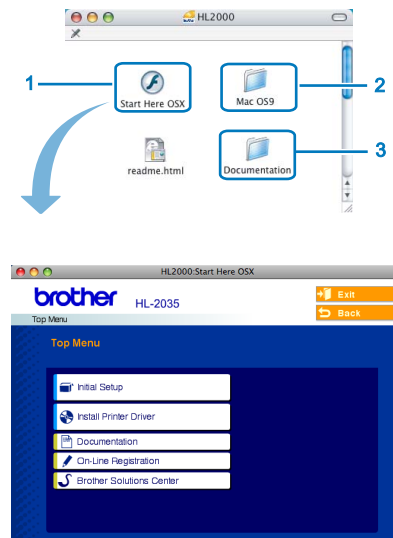 HL2000
1
Start Here OSX
Mac OS9
2
readme.html
Documentation
3
HL2000:Start Here OSX
brother HL-2035
Exit
Back
Top Menu
Top Menu
Initial Setup
Install Printer Driver
Documentation
On-Line Registration
Brother Solutions Center